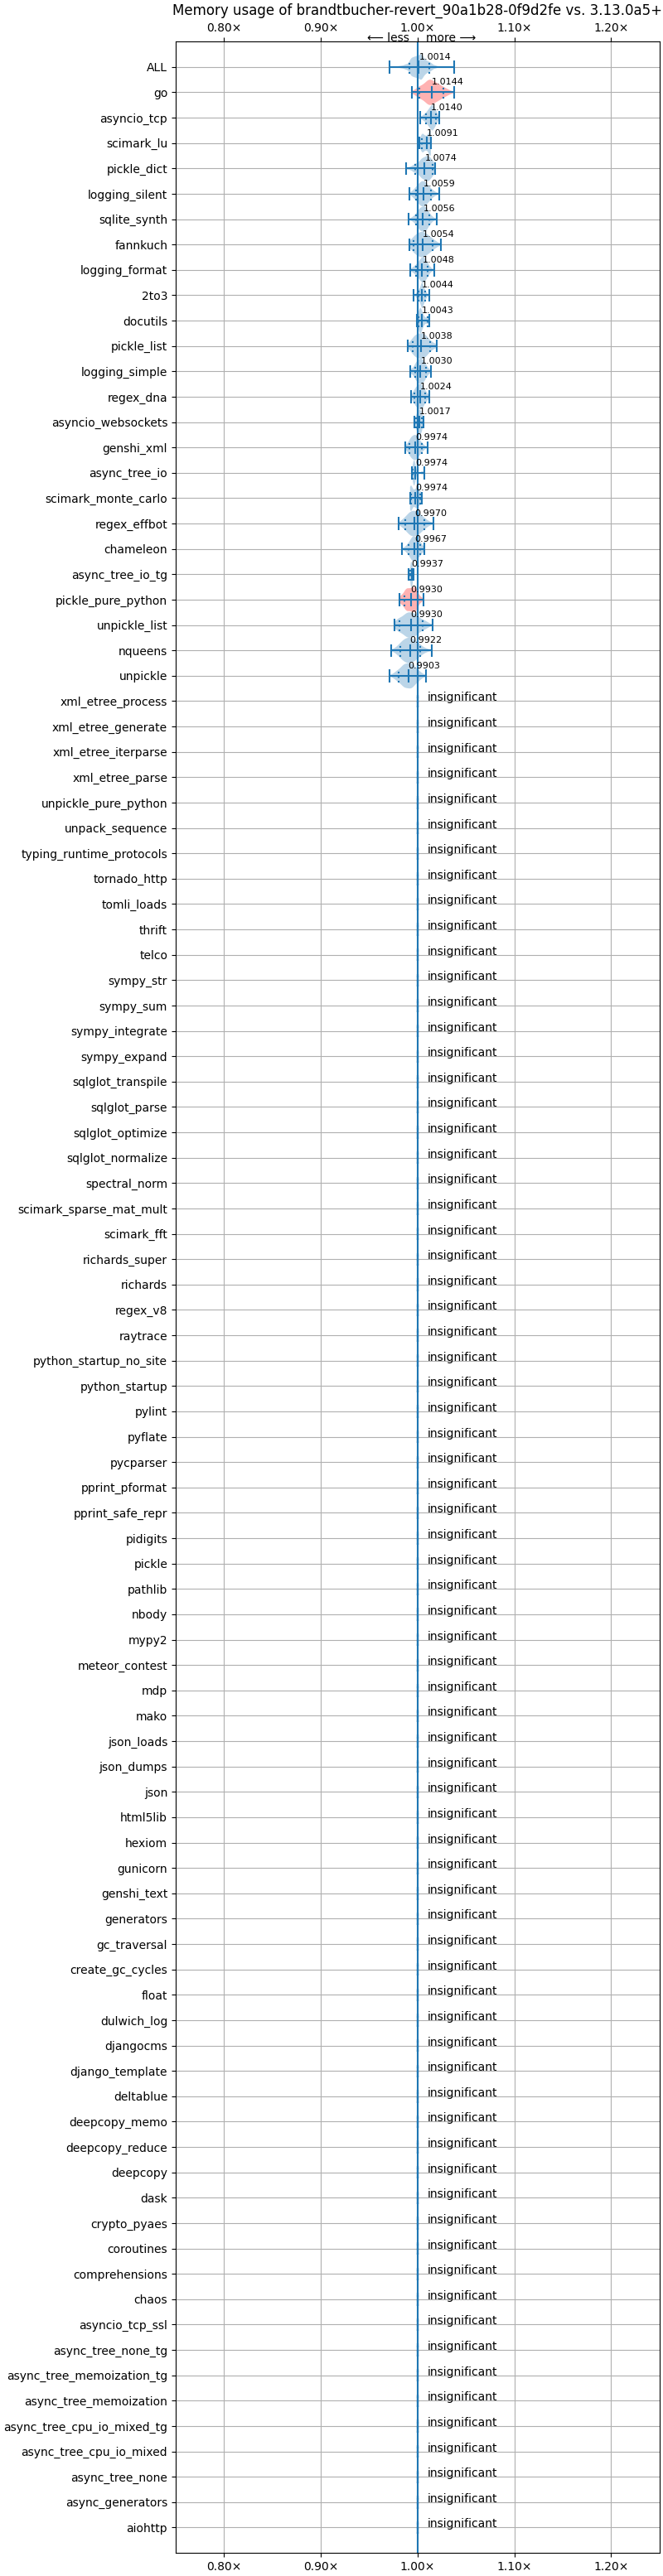 Memory usage of brandtbucher-revert_90a1b28-0f9d2fe vs. 3.13.0a5+
0.80× 0.90× 1.00× 1.10× 1.20×
⟵ less more ⟶
ALL 1.0014
go 1.0144
asyncio_tcp 1.0140
scimark_lu 1.0091
pickle_dict 1.0074
logging_silent 1.0059
sqlite_synth 1.0056
fannkuch 1.0054
logging_format 1.0048
2to3 1.0044
docutils 1.0043
pickle_list 1.0038
logging_simple 1.0030
regex_dna 1.0024
asyncio_websockets 1.0017
genshi_xml 0.9974
async_tree_io 0.9974
scimark_monte_carlo 0.9974
regex_effbot 0.9970
chameleon 0.9967
async_tree_io_tg 0.9937
pickle_pure_python 0.9930
unpickle_list 0.9930
nqueens 0.9922
unpickle 0.9903
xml_etree_process insignificant
xml_etree_generate insignificant
xml_etree_iterparse insignificant
xml_etree_parse insignificant
unpickle_pure_python insignificant
unpack_sequence insignificant
typing_runtime_protocols insignificant
tornado_http insignificant
tomli_loads insignificant
thrift insignificant
telco insignificant
sympy_str insignificant
sympy_sum insignificant
sympy_integrate insignificant
sympy_expand insignificant
sqlglot_transpile insignificant
sqlglot_parse insignificant
sqlglot_optimize insignificant
sqlglot_normalize insignificant
spectral_norm insignificant
scimark_sparse_mat_mult insignificant
scimark_fft insignificant
richards_super insignificant
richards insignificant
regex_v8 insignificant
raytrace insignificant
python_startup_no_site insignificant
python_startup insignificant
pylint insignificant
pyflate insignificant
pycparser insignificant
pprint_pformat insignificant
pprint_safe_repr insignificant
pidigits insignificant
pickle insignificant
pathlib insignificant
nbody insignificant
mypy2 insignificant
meteor_contest insignificant
mdp insignificant
mako insignificant
json_loads insignificant
json_dumps insignificant
json insignificant
html5lib insignificant
hexiom insignificant
gunicorn insignificant
genshi_text insignificant
generators insignificant
gc_traversal insignificant
create_gc_cycles insignificant
float insignificant
dulwich_log insignificant
djangocms insignificant
django_template insignificant
deltablue insignificant
deepcopy_memo insignificant
deepcopy_reduce insignificant
deepcopy insignificant
dask insignificant
crypto_pyaes insignificant
coroutines insignificant
comprehensions insignificant
chaos insignificant
asyncio_tcp_ssl insignificant
async_tree_none_tg insignificant
async_tree_memoization_tg insignificant
async_tree_memoization insignificant
async_tree_cpu_io_mixed_tg insignificant
async_tree_cpu_io_mixed insignificant
async_tree_none insignificant
async_generators insignificant
aiohttp insignificant
0.80× 0.90× 1.00× 1.10× 1.20×